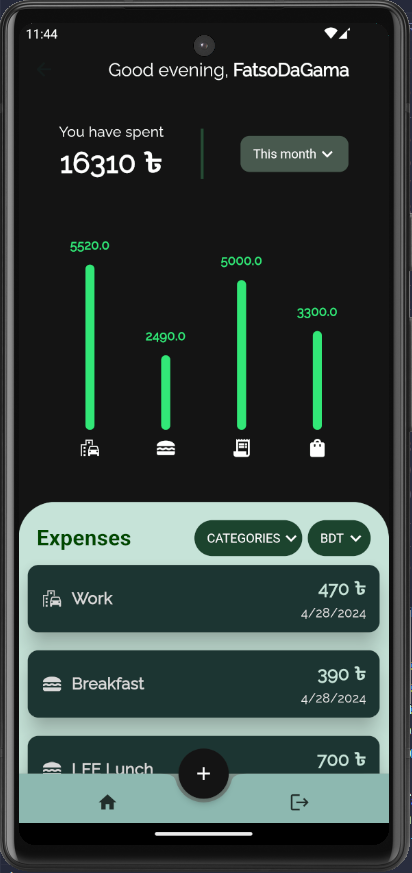 11:44
Good evening, FatsoDaGama
You have spent
16310 ৳
This month
5520.0
2490.0
5000.0
3300.0
Expenses
CATEGORIES
BDT
Work
470 ৳
4/28/2024
Breakfast
390 ৳
4/28/2024
LFE Lunch
700 ৳